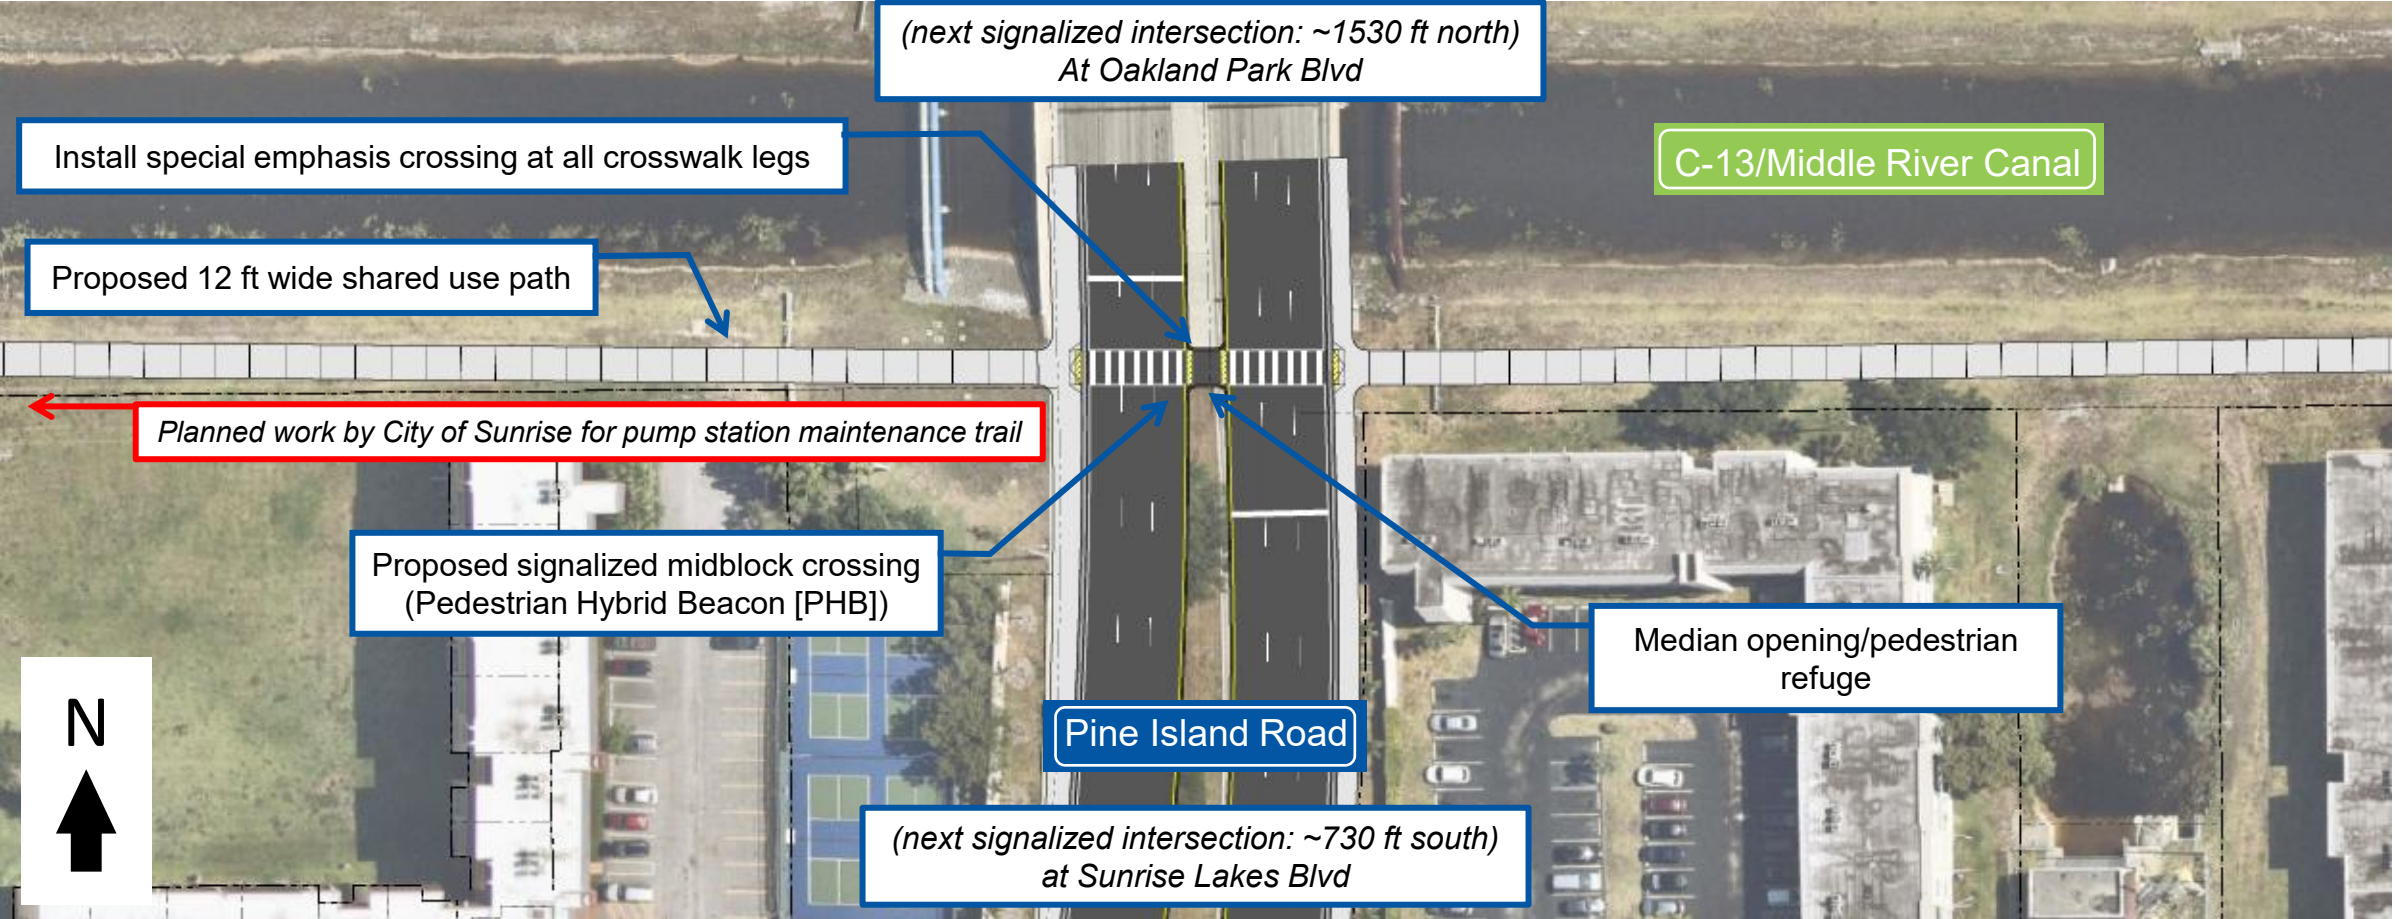 (next signalized intersection: ~1530 ft north)
At Oakland Park Blvd
Install special emphasis crossing at all crosswalk legs
C-13/Middle River Canal
Proposed 12 ft wide shared use path
Planned work by City of Sunrise for pump station maintenance trail
Proposed signalized midblock crossing
(Pedestrian Hybrid Beacon [PHB])
Median opening/pedestrian
refuge
N
Pine Island Road
(next signalized intersection: ~730 ft south)
at Sunrise Lakes Blvd